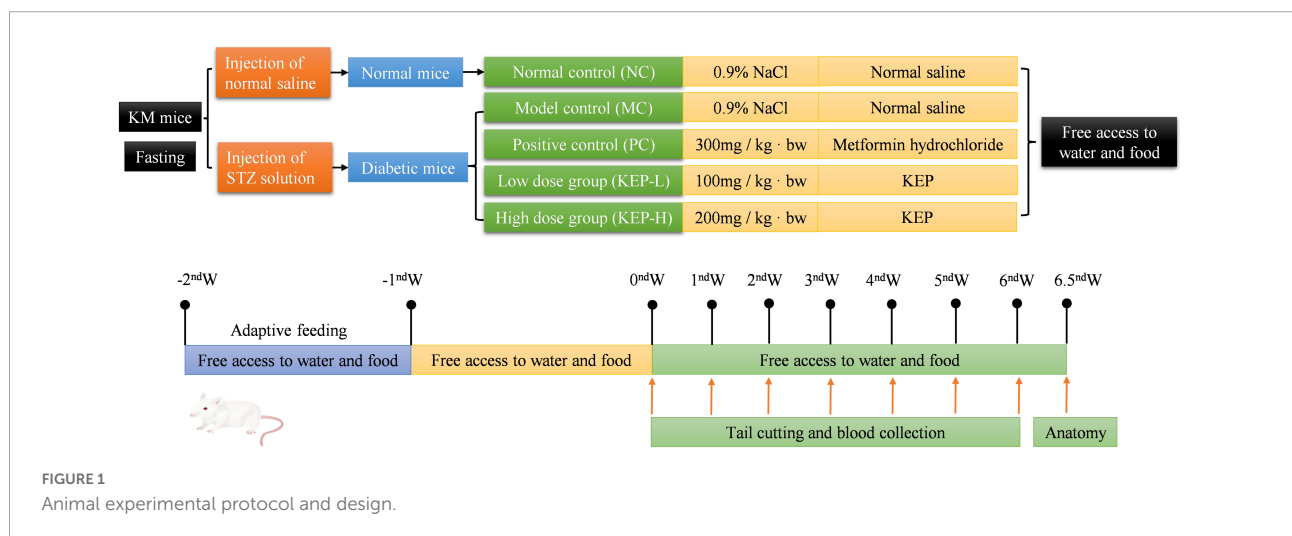 KM mice
Fasting
Injection of
normal saline
Injection of
STZ solution
Normal mice
Diabetic mice
Normal control (NC) 0.9% NaCl Normal saline
Model control (MC) 0.9% NaCl Normal saline
Positive control (PC) 300mg / kg · bw Metformin hydrochloride
Low dose group (KEP-L) 100mg / kg · bw KEP
High dose group (KEP-H) 200mg / kg · bw KEP
Free access to
water and food
-2ndW -1ndW 0ndW 1ndW 2ndW 3ndW 4ndW 5ndW 6ndW 6.5ndW
Adaptive feeding
Free access to water and food Free access to water and food Free access to water and food
Tail cutting and blood collection Anatomy
FIGURE 1
Animal experimental protocol and design.